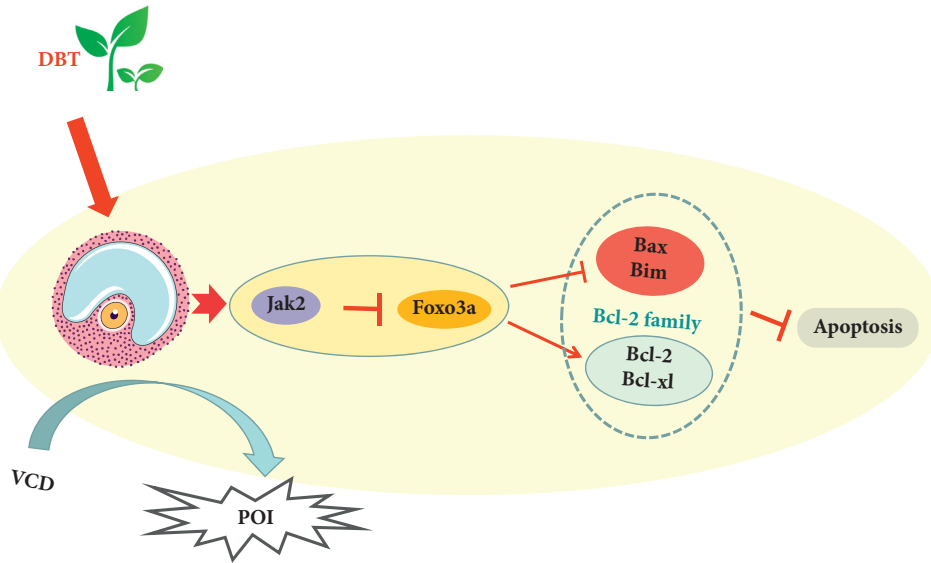 DBT
Jak2
Foxo3a
Bax
Bim
Bcl-2 family
Bcl-2
Bcl-xl
Apoptosis
VCD
POI